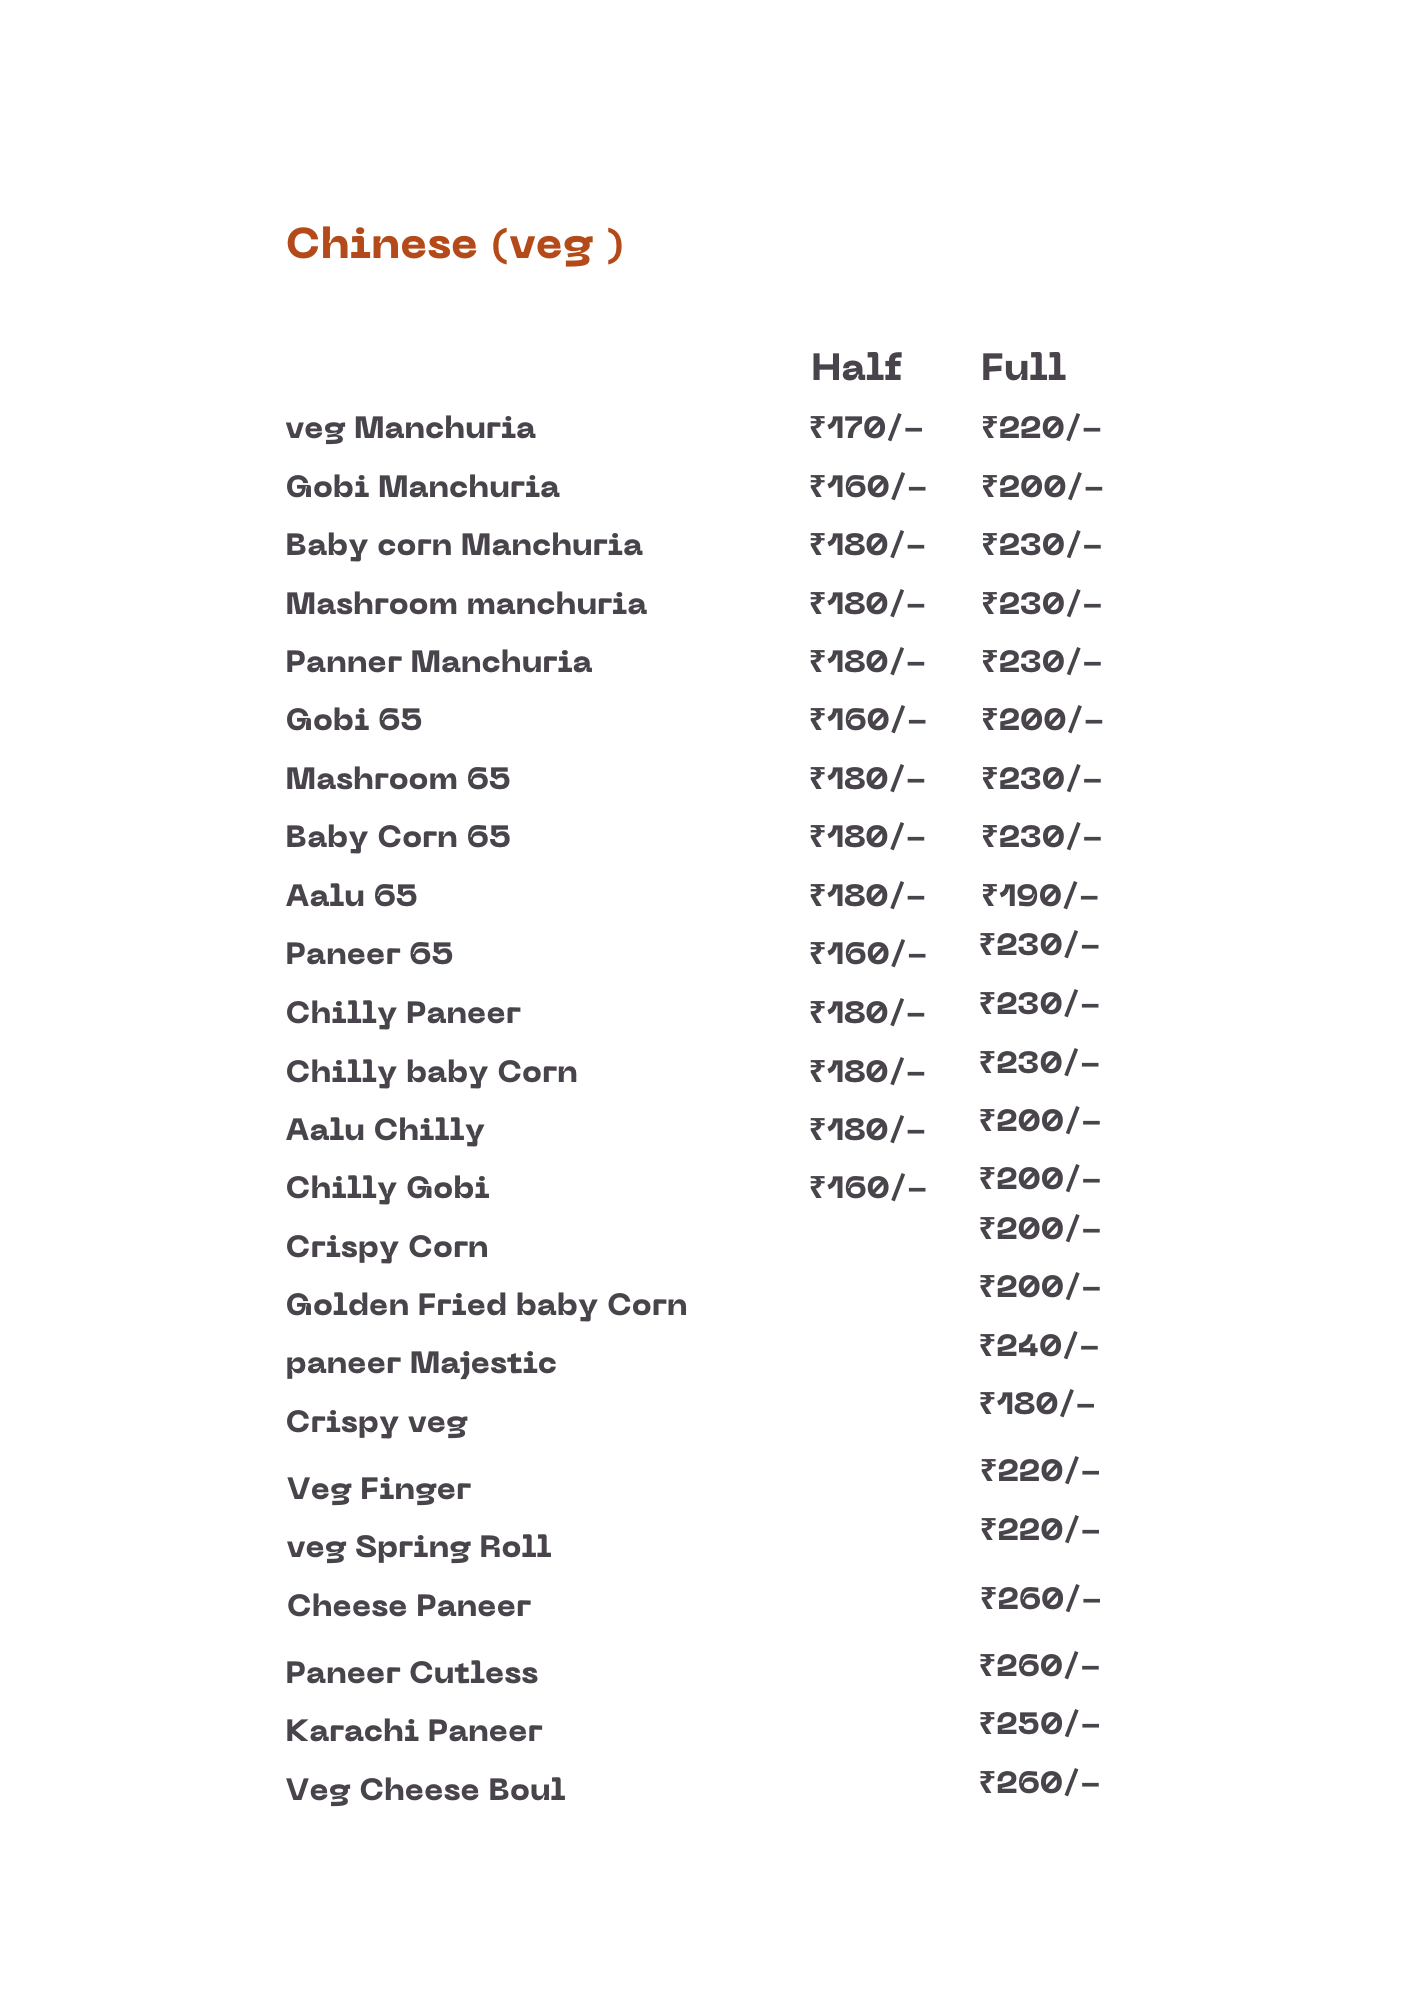 Chinese (veg )
Half Full
veg Manchuria ₹170/- ₹220/-
Gobi Manchuria ₹160/- ₹200/-
Baby corn Manchuria ₹180/- ₹230/-
Mashroom manchuria ₹180/- ₹230/-
Panner Manchuria ₹180/- ₹230/-
Gobi 65 ₹160/- ₹200/-
Mashroom 65 ₹180/- ₹230/-
Baby Corn 65 ₹180/- ₹230/-
Aalu 65 ₹180/- ₹190/-
Paneer 65 ₹160/- ₹230/-
Chilly Paneer ₹180/- ₹230/-
Chilly baby Corn ₹180/- ₹230/-
Aalu Chilly ₹180/- ₹200/-
Chilly Gobi ₹160/- ₹200/-
Crispy Corn ₹200/-
Golden Fried baby Corn ₹200/-
paneer Majestic ₹240/-
Crispy veg ₹180/-
Veg Finger ₹220/-
veg Spring Roll ₹220/-
Cheese Paneer ₹260/-
Paneer Cutless ₹260/-
Karachi Paneer ₹250/-
Veg Cheese Boul ₹260/-